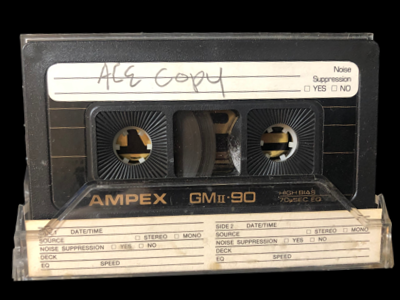 ACE Copy
Noise
Suppression
☐ YES ☐ NO
AMPEX GMII-90 HIGH BIAS
70µSEC EQ
DATE/TIME
SOURCE ☐ STEREO ☐ MONO
NOISE SUPPRESSION ☐ YES ☐ NO
DECK
EQ SPEED
SIDE 2 DATE/TIME
SOURCE ☐ STEREO ☐ MONO
NOISE SUPPRESSION ☐ YES ☐ NO
DECK
EQ SPEED